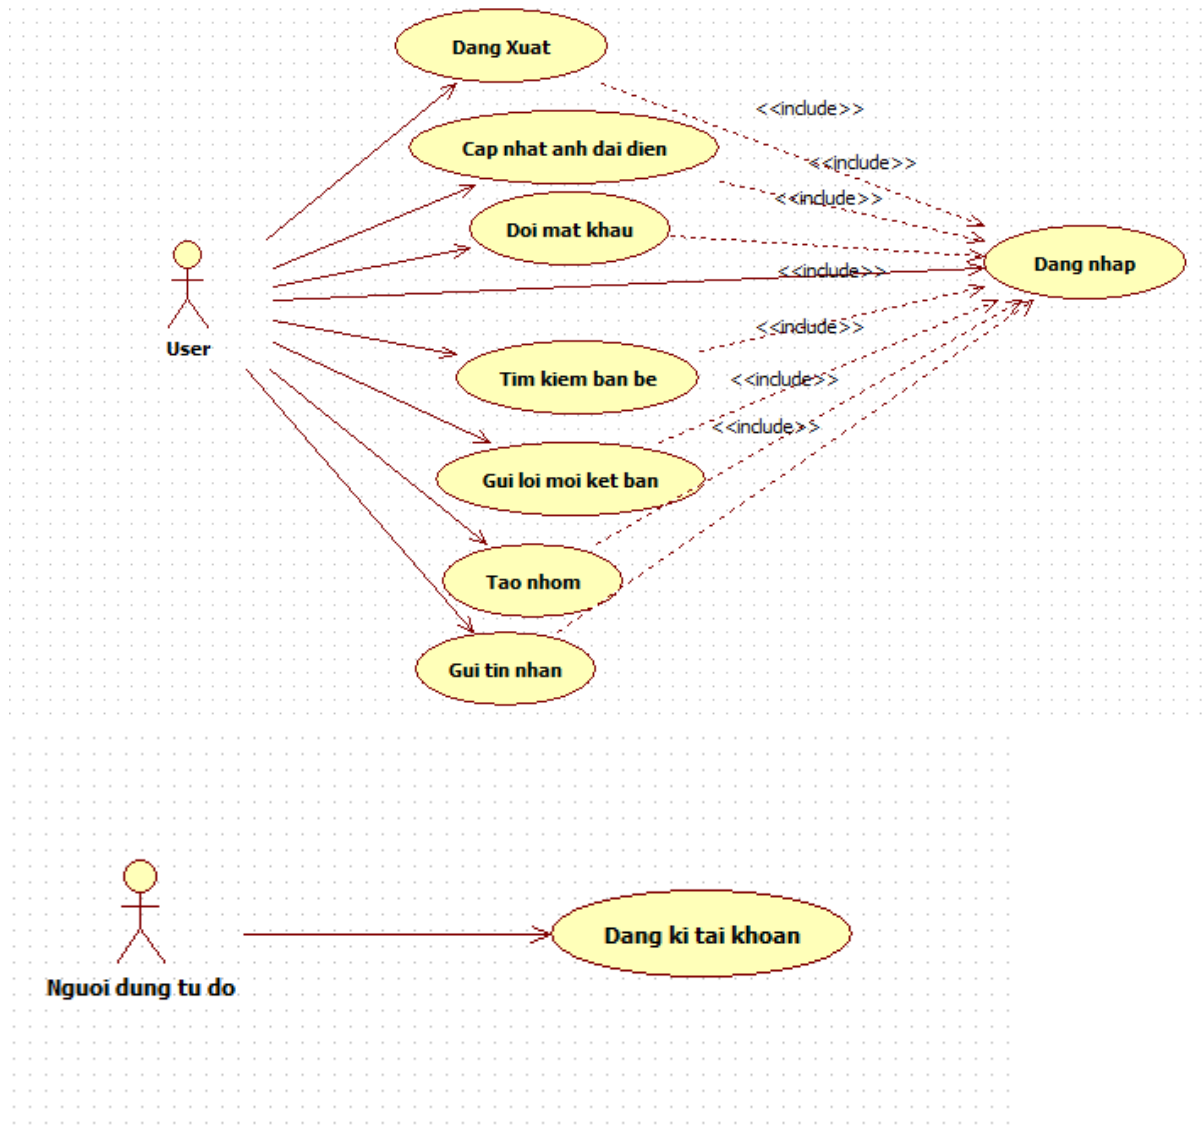 Dang Xuat
<<include>>
Cap nhat anh dai dien
<<include>>
<<include>>
Doi mat khau
Dang nhap
<<include>>
User
<<include>>
Tim kiem ban be
<<include>>
<<include>>
Gui loi moi ket ban
Tao nhom
Gui tin nhan
Dang ki tai khoan
Nguoi dung tu do